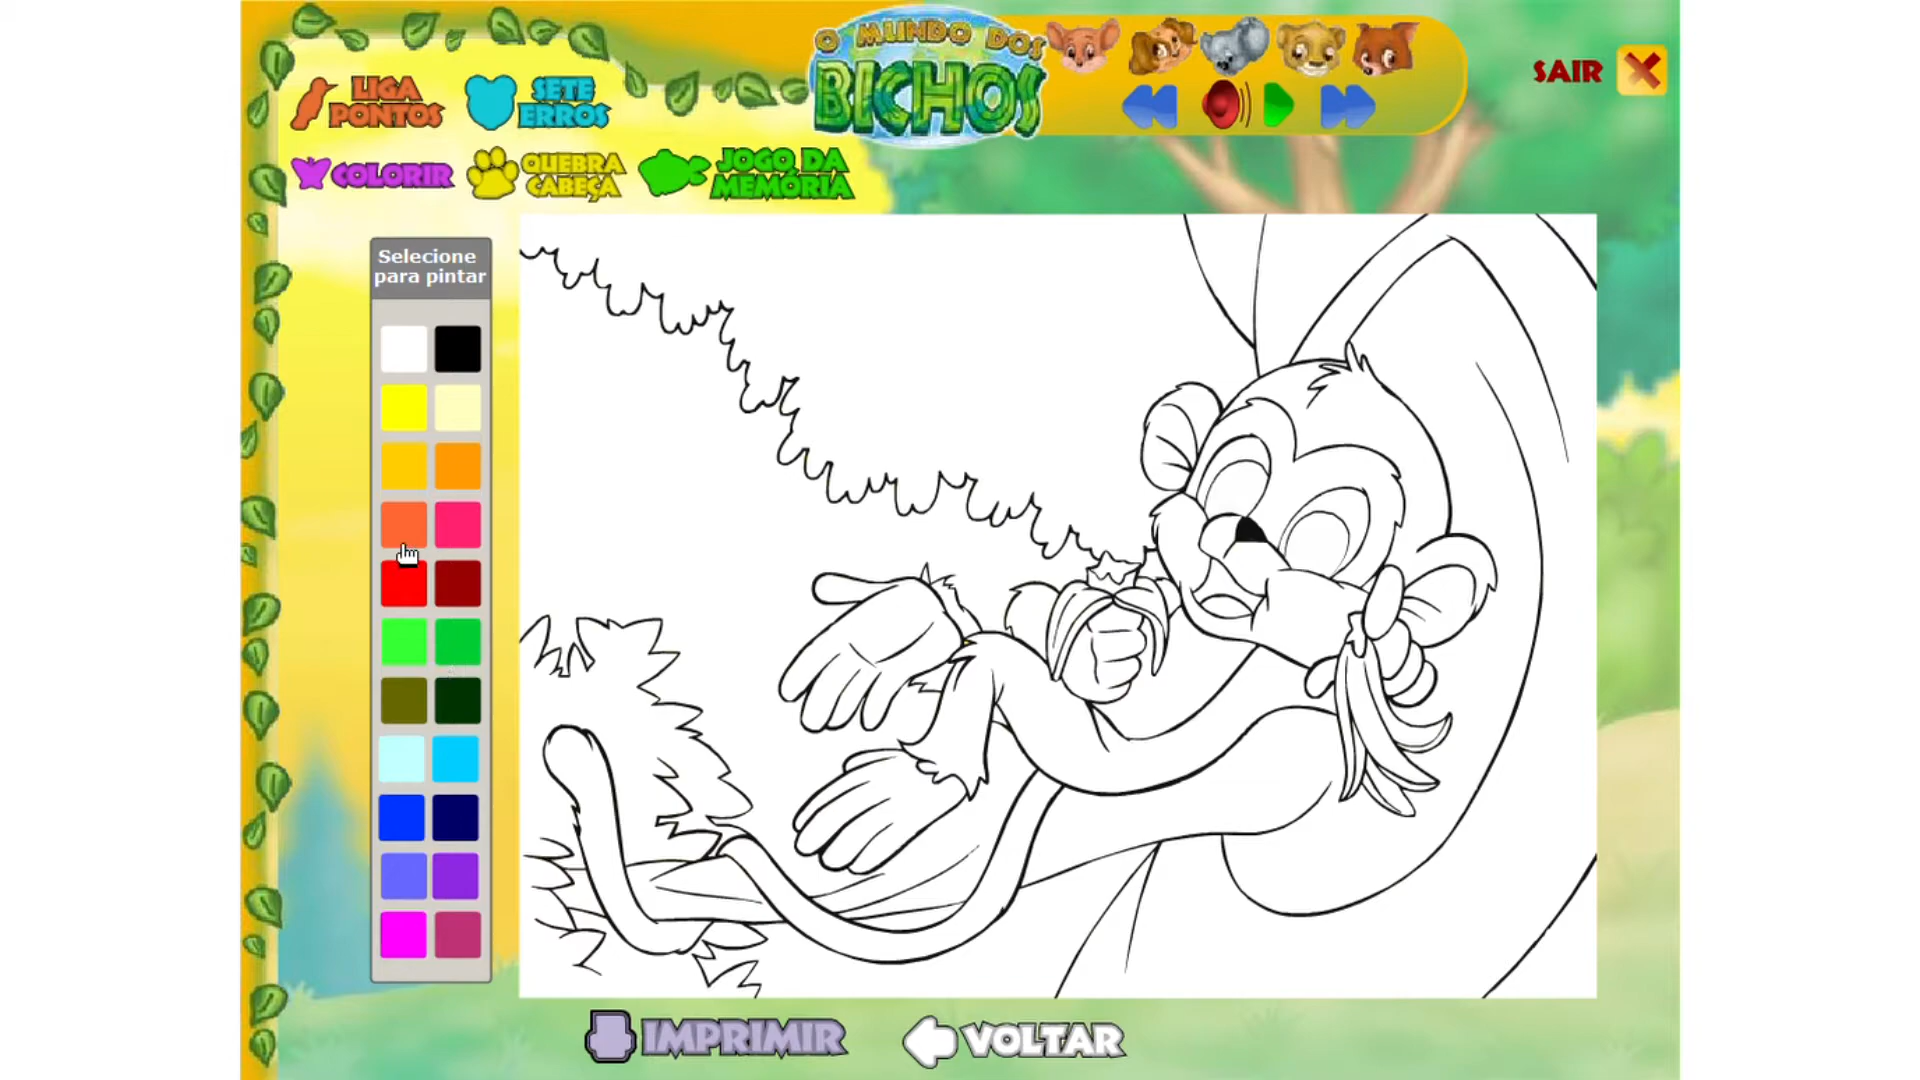 O MUNDO DOS
BICHOS
SAIR
LIGA
PONTOS
SETE
ERROS
COLORIR
QUEBRA
CABEÇA
JOGO DA
MEMÓRIA
Selecione
para pintar
IMPRIMIR
VOLTAR